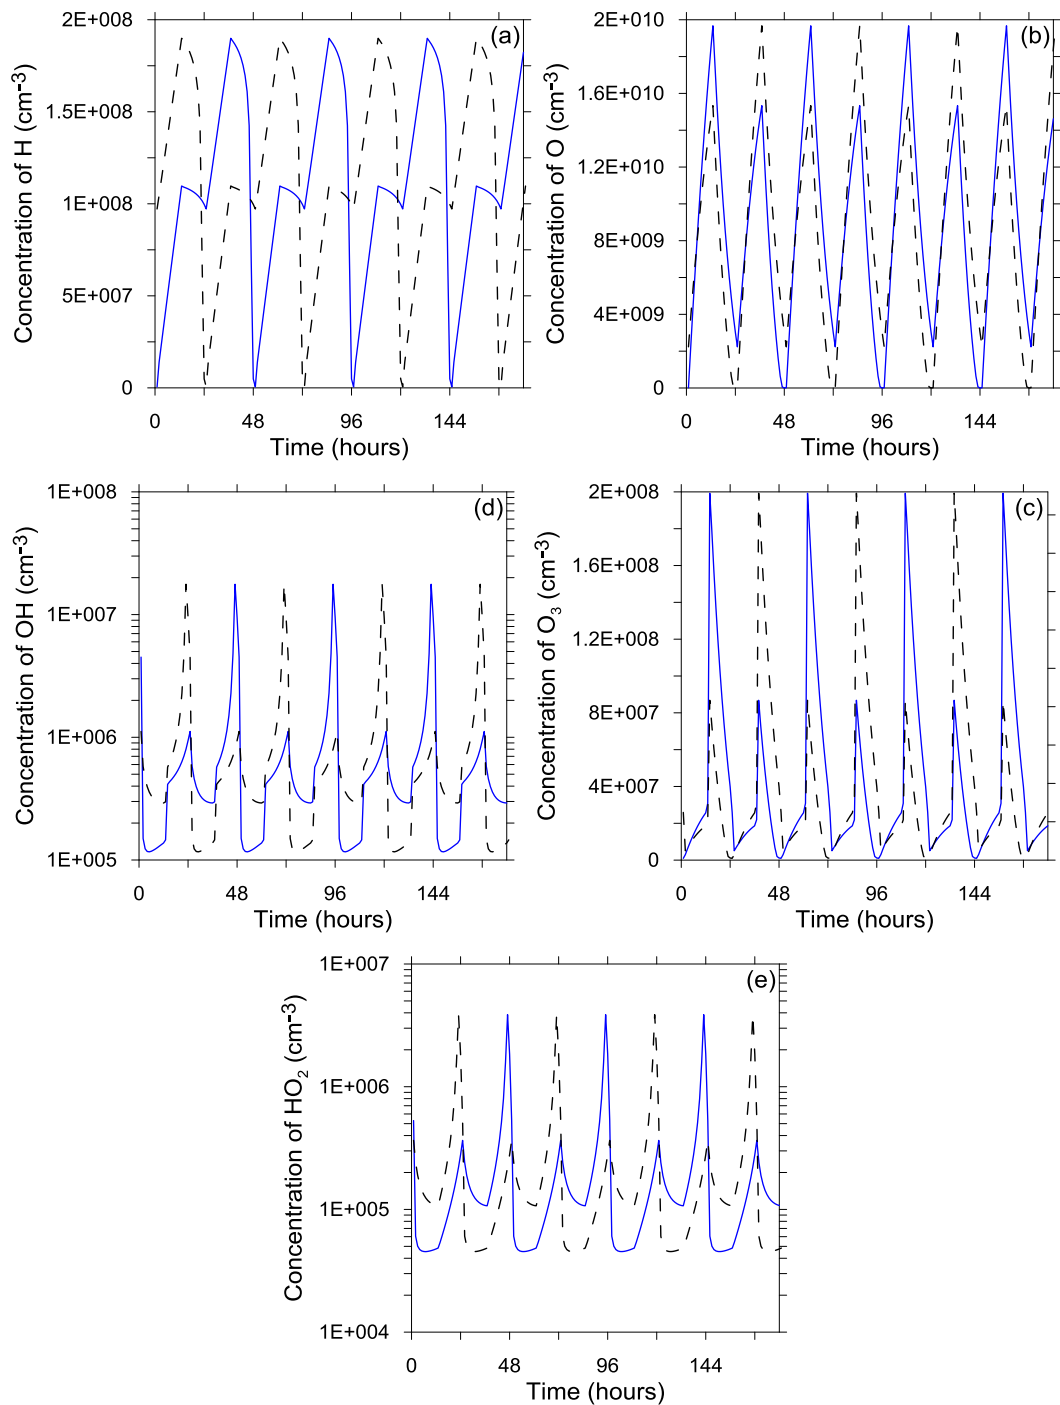 2E+008
1.5E+008
1E+008
5E+007
0
Concentration of H (cm-3)
(a)
0 48 96 144
Time (hours)
2E+010
1.6E+010
1.2E+010
8E+009
4E+009
0
Concentration of O (cm-3)
(b)
0 48 96 144
Time (hours)
1E+008
1E+007
1E+006
1E+005
Concentration of OH (cm-3)
(d)
0 48 96 144
Time (hours)
2E+008
1.6E+008
1.2E+008
8E+007
4E+007
0
Concentration of O3 (cm-3)
(c)
0 48 96 144
Time (hours)
1E+007
1E+006
1E+005
1E+004
Concentration of HO2 (cm-3)
(e)
0 48 96 144
Time (hours)